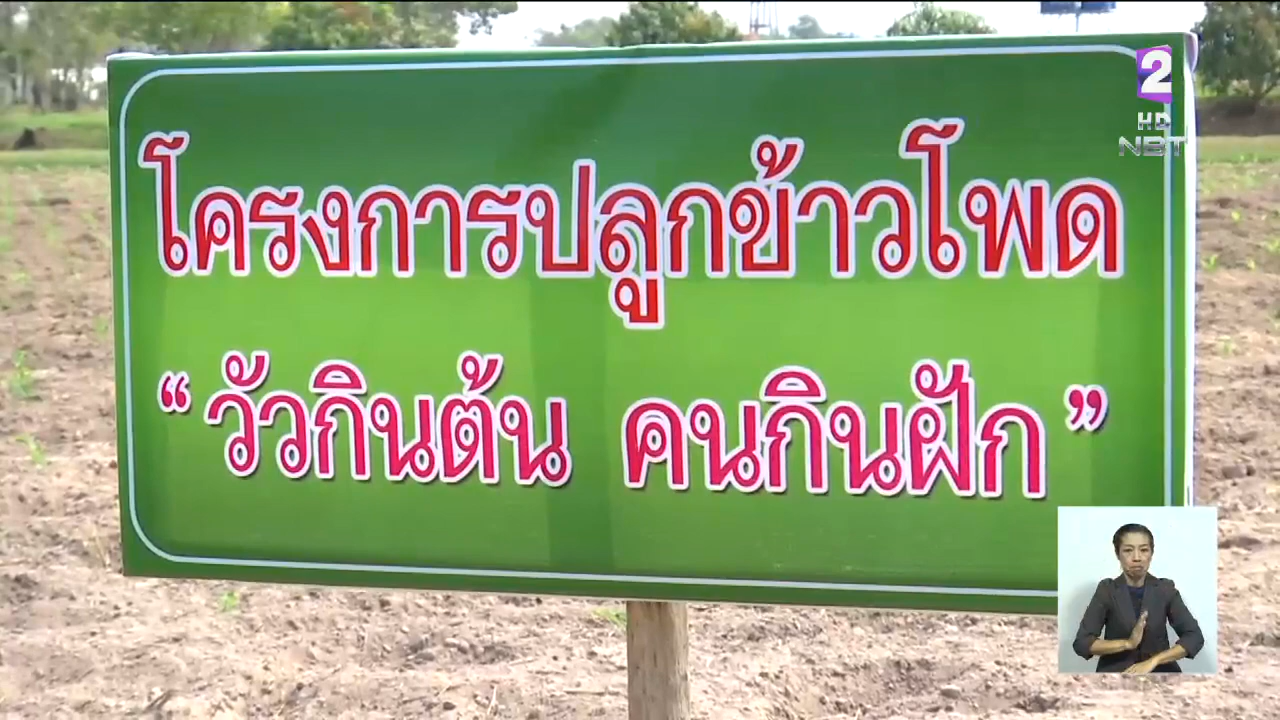 2
HD
NBT
โครงการปลูกข้าวโพด
“ วัวกินต้น คนกินฝัก ”